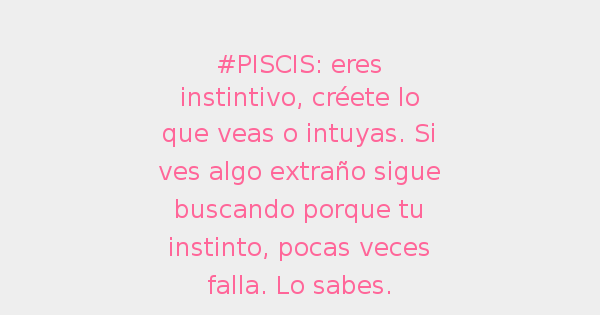 #PISCIS: eres
instintivo, créete lo
que veas o intuyas. Si
ves algo extraño sigue
buscando porque tu
instinto, pocas veces
falla. Lo sabes.